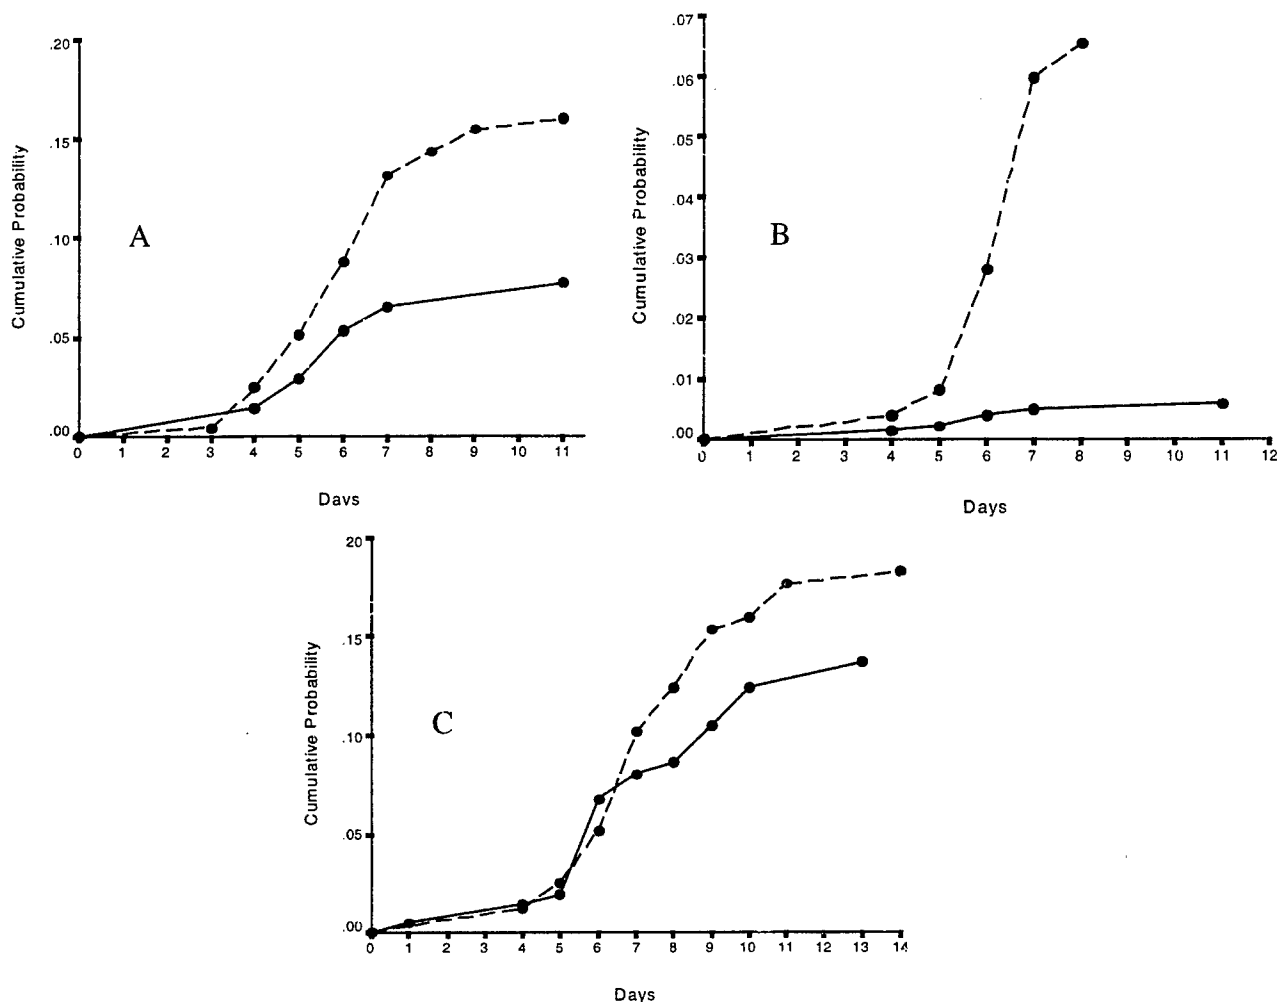 .20
.15
.10
.05
.00
0 1 2 3 4 5 6 7 8 9 10 11
Cumulative Probability
A
Days
.07
.06
.05
.04
.03
.02
.01
.00
0 1 2 3 4 5 6 7 8 9 10 11 12
Cumulative Probability
B
Days
20
.15
.10
.05
.00
0 1 2 3 4 5 6 7 8 9 10 11 12 13 14
Cumulative Probability
C
Days